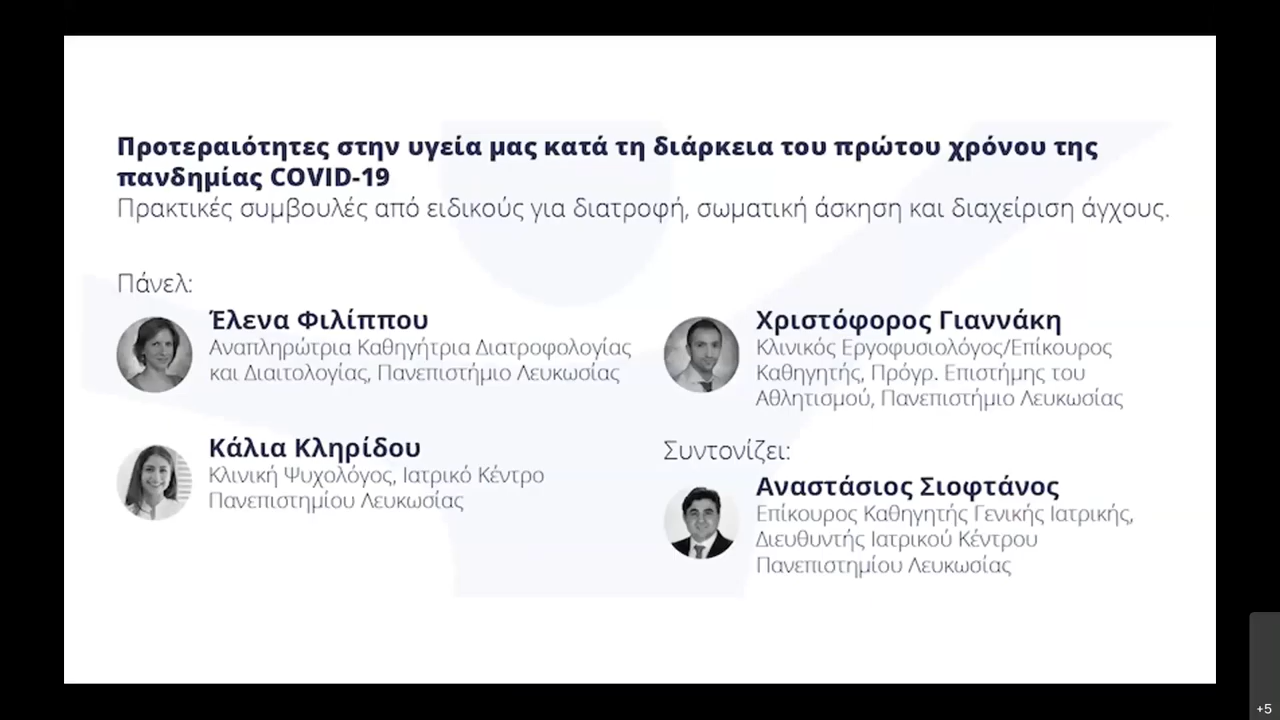 Προτεραιότητες στην υγεία μας κατά τη διάρκεια του πρώτου χρόνου της
πανδημίας COVID-19
Πρακτικές συμβουλές από ειδικούς για διατροφή, σωματική άσκηση και διαχείριση άγχους.
Πάνελ:
Έλενα Φιλίππου
Αναπληρώτρια Καθηγήτρια Διατροφολογίας
και Διαιτολογίας, Πανεπιστήμιο Λευκωσίας
Χριστόφορος Γιαννάκη
Κλινικός Εργοφυσιολόγος/Επίκουρος
Καθηγητής, Πρόγρ. Επιστήμης του
Αθλητισμού, Πανεπιστήμιο Λευκωσίας
Κάλια Κληρίδου
Κλινική Ψυχολόγος, Ιατρικό Κέντρο
Πανεπιστημίου Λευκωσίας
Συντονίζει:
Αναστάσιος Σιοφτάνος
Επίκουρος Καθηγητής Γενικής Ιατρικής,
Διευθυντής Ιατρικού Κέντρου
Πανεπιστημίου Λευκωσίας
+5